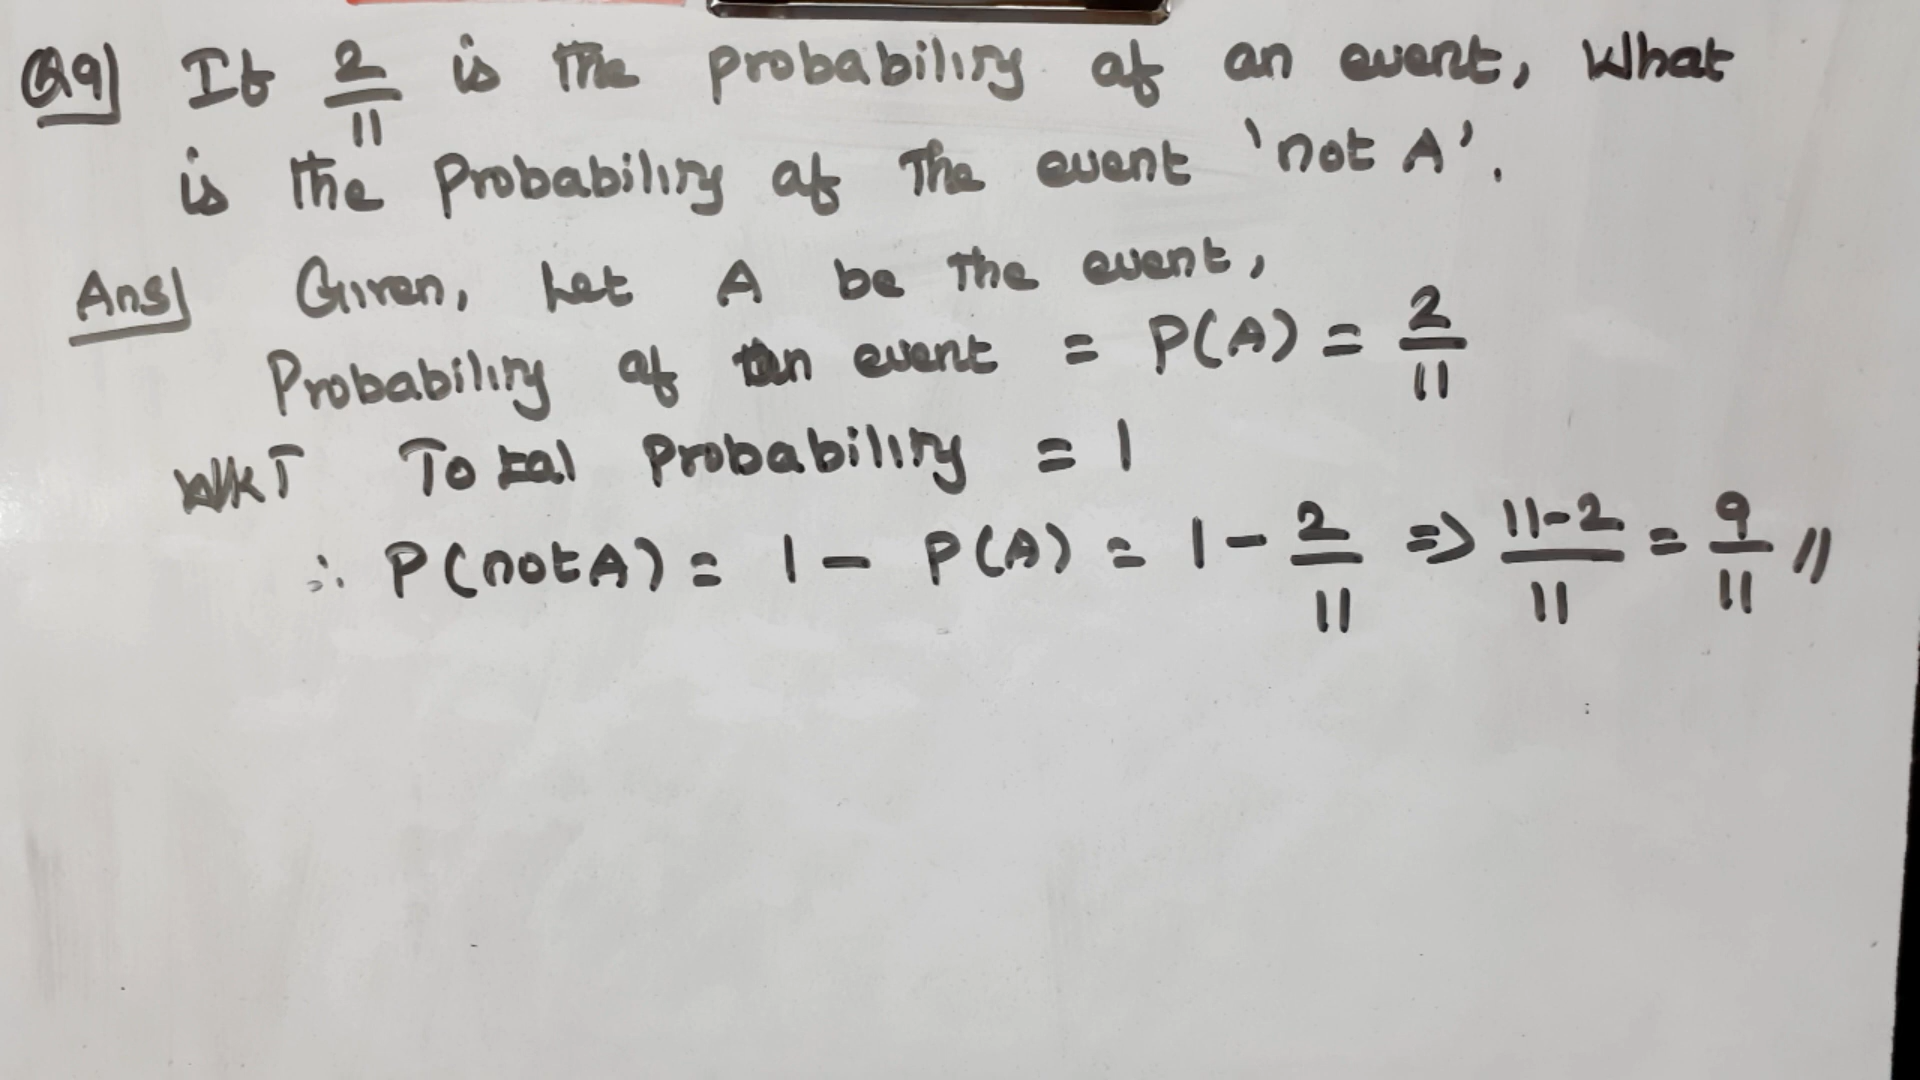 Q9] If 2/11 is the probability of an event, what
is the Probability of The event 'not A'.
Ans] Given, Let A be The event,
Probability of an event = P(A) = 2/11
WKT Total Probability = 1
∴ P(not A) = 1 - P(A) = 1 - 2/11 => 11-2/11 = 9/11 //